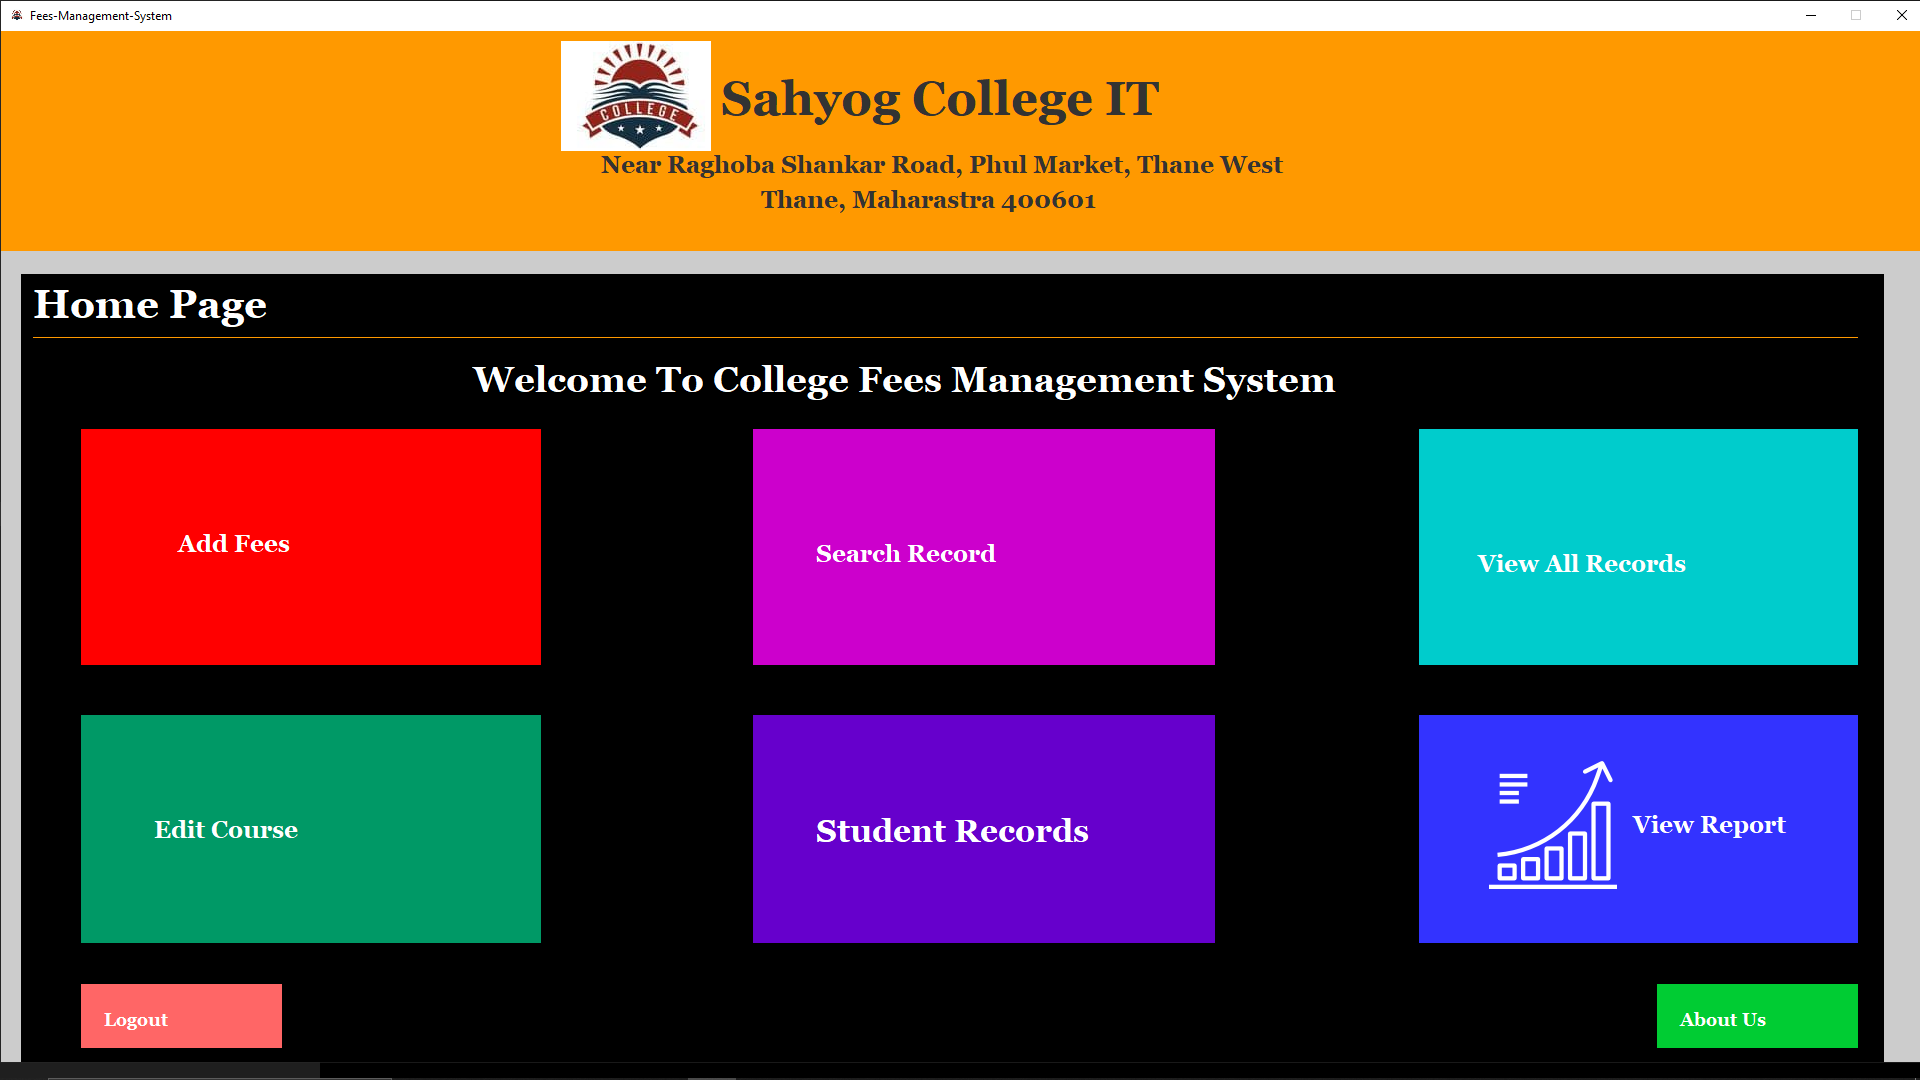 Fees-Management-System
COLLEGE
Sahyog College IT
Near Raghoba Shankar Road, Phul Market, Thane West
Thane, Maharastra 400601
Home Page
Welcome To College Fees Management System
Add Fees
Search Record
View All Records
Edit Course
Student Records
View Report
Logout
About Us